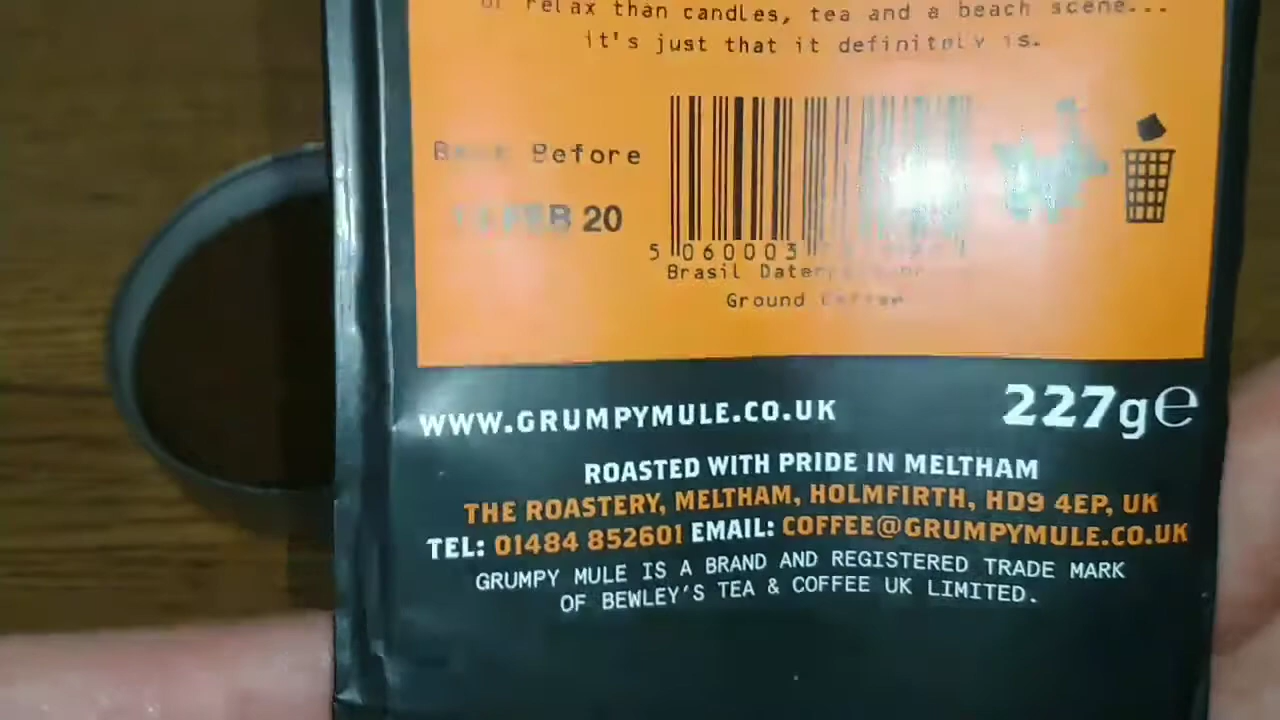 relax than candles, tea and a beach scene...
it's just that it definitely is.
Before
FEB 20
5 060003
Brasil
Ground Coffee
WWW.GRUMPYMULE.CO.UK
227g℮
ROASTED WITH PRIDE IN MELTHAM
THE ROASTERY, MELTHAM, HOLMFIRTH, HD9 4EP, UK
TEL: 01484 852601 EMAIL: COFFEE@GRUMPYMULE.CO.UK
GRUMPY MULE IS A BRAND AND REGISTERED TRADE MARK
OF BEWLEY'S TEA & COFFEE UK LIMITED.